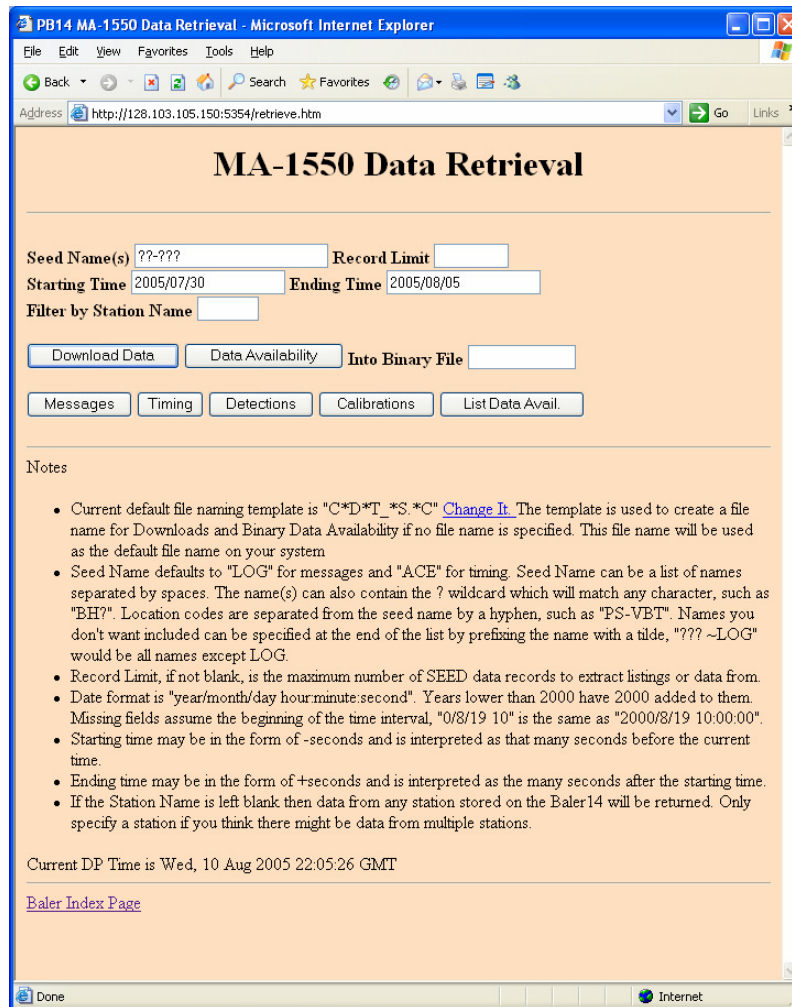 PB14 MA-1550 Data Retrieval - Microsoft Internet Explorer
File Edit View Favorites Tools Help
Back Search Favorites
Address http://128.103.105.150:5354/retrieve.htm Go Links
MA-1550 Data Retrieval
Seed Name(s) ??-??? Record Limit
Starting Time 2005/07/30 Ending Time 2005/08/05
Filter by Station Name
Download Data Data Availability Into Binary File
Messages Timing Detections Calibrations List Data Avail.
Notes
• Current default file naming template is "C*D*T_*S.*C" Change It. The template is used to create a file
name for Downloads and Binary Data Availability if no file name is specified. This file name will be used
as the default file name on your system
• Seed Name defaults to "LOG" for messages and "ACE" for timing. Seed Name can be a list of names
separated by spaces. The name(s) can also contain the ? wildcard which will match any character, such as
"BH?". Location codes are separated from the seed name by a hyphen, such as "PS-VBT". Names you
don't want included can be specified at the end of the list by prefixing the name with a tilde, "??? ~LOG"
would be all names except LOG.
• Record Limit, if not blank, is the maximum number of SEED data records to extract listings or data from.
• Date format is "year/month/day hour:minute:second". Years lower than 2000 have 2000 added to them.
Missing fields assume the beginning of the time interval, "0/8/19 10" is the same as "2000/8/19 10:00:00".
• Starting time may be in the form of -seconds and is interpreted as that many seconds before the current
time.
• Ending time may be in the form of +seconds and is interpreted as the many seconds after the starting time.
• If the Station Name is left blank then data from any station stored on the Baler14 will be returned. Only
specify a station if you think there might be data from multiple stations.
Current DP Time is Wed, 10 Aug 2005 22:05:26 GMT
Baler Index Page
Done Internet